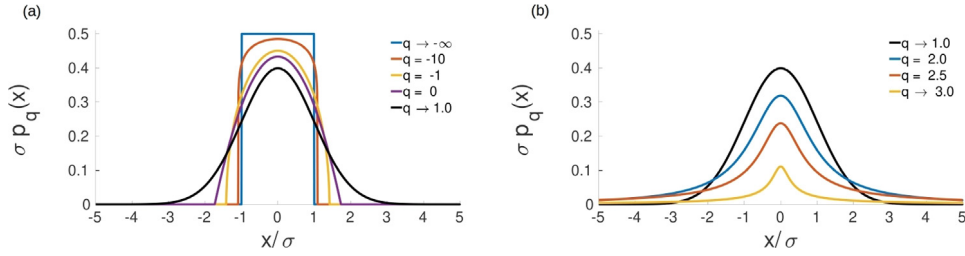 (a)
0.5
0.4
0.3
0.2
0.1
0
σ p_q(x)
-5 -4 -3 -2 -1 0 1 2 3 4 5
x/σ
q → -∞
q = -10
q = -1
q = 0
q → 1.0
(b)
0.5
0.4
0.3
0.2
0.1
0
σ p_q(x)
-5 -4 -3 -2 -1 0 1 2 3 4 5
x/σ
q → 1.0
q = 2.0
q = 2.5
q → 3.0